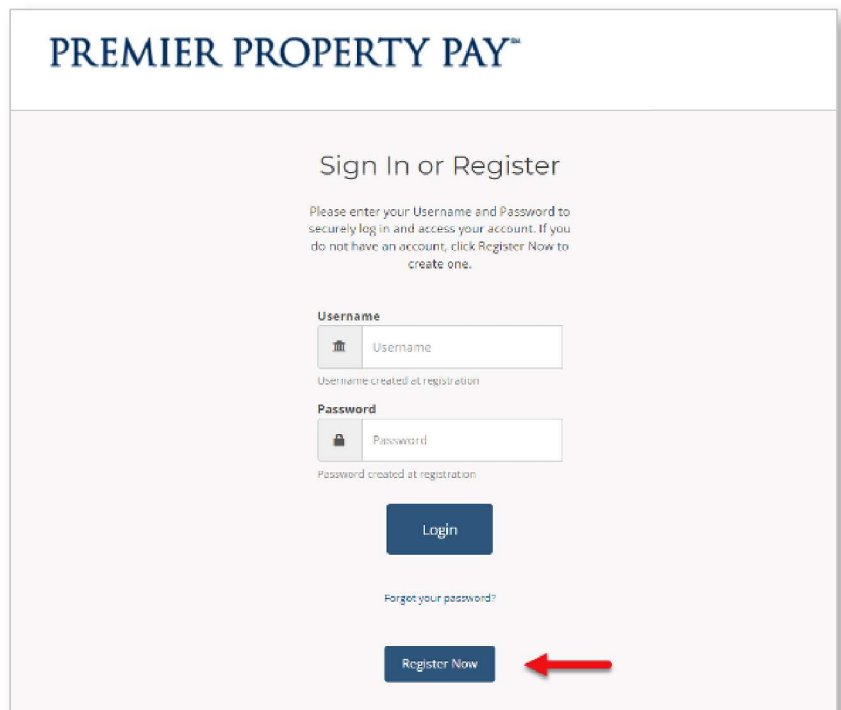 PREMIER PROPERTY PAY℠
Sign In or Register
Please enter your Username and Password to
securely log in and access your account. If you
do not have an account, click Register Now to
create one.
Username
Username
Username created at registration
Password
Password
Password created at registration
Login
Forgot your password?
Register Now